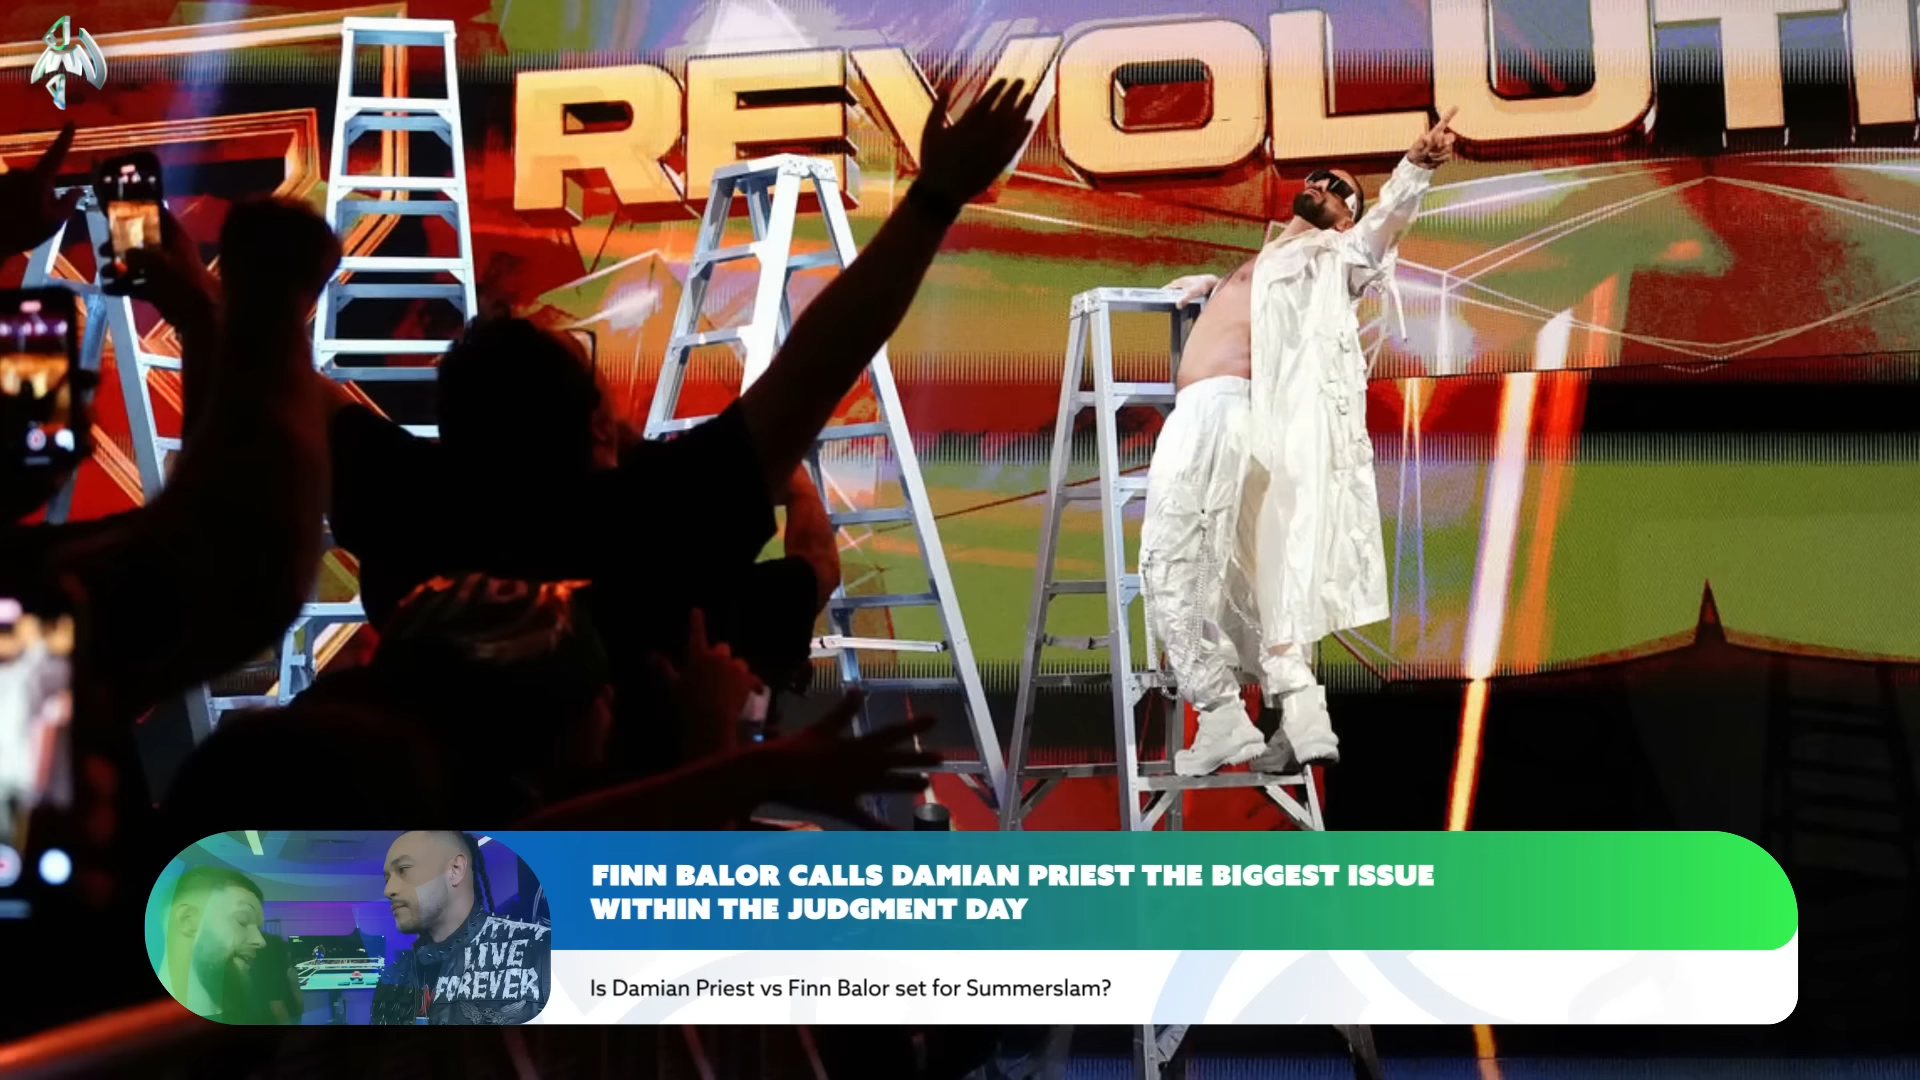 REVOLUTI
FINN BALOR CALLS DAMIAN PRIEST THE BIGGEST ISSUE
WITHIN THE JUDGMENT DAY
LIVE
FOREVER
Is Damian Priest vs Finn Balor set for Summerslam?